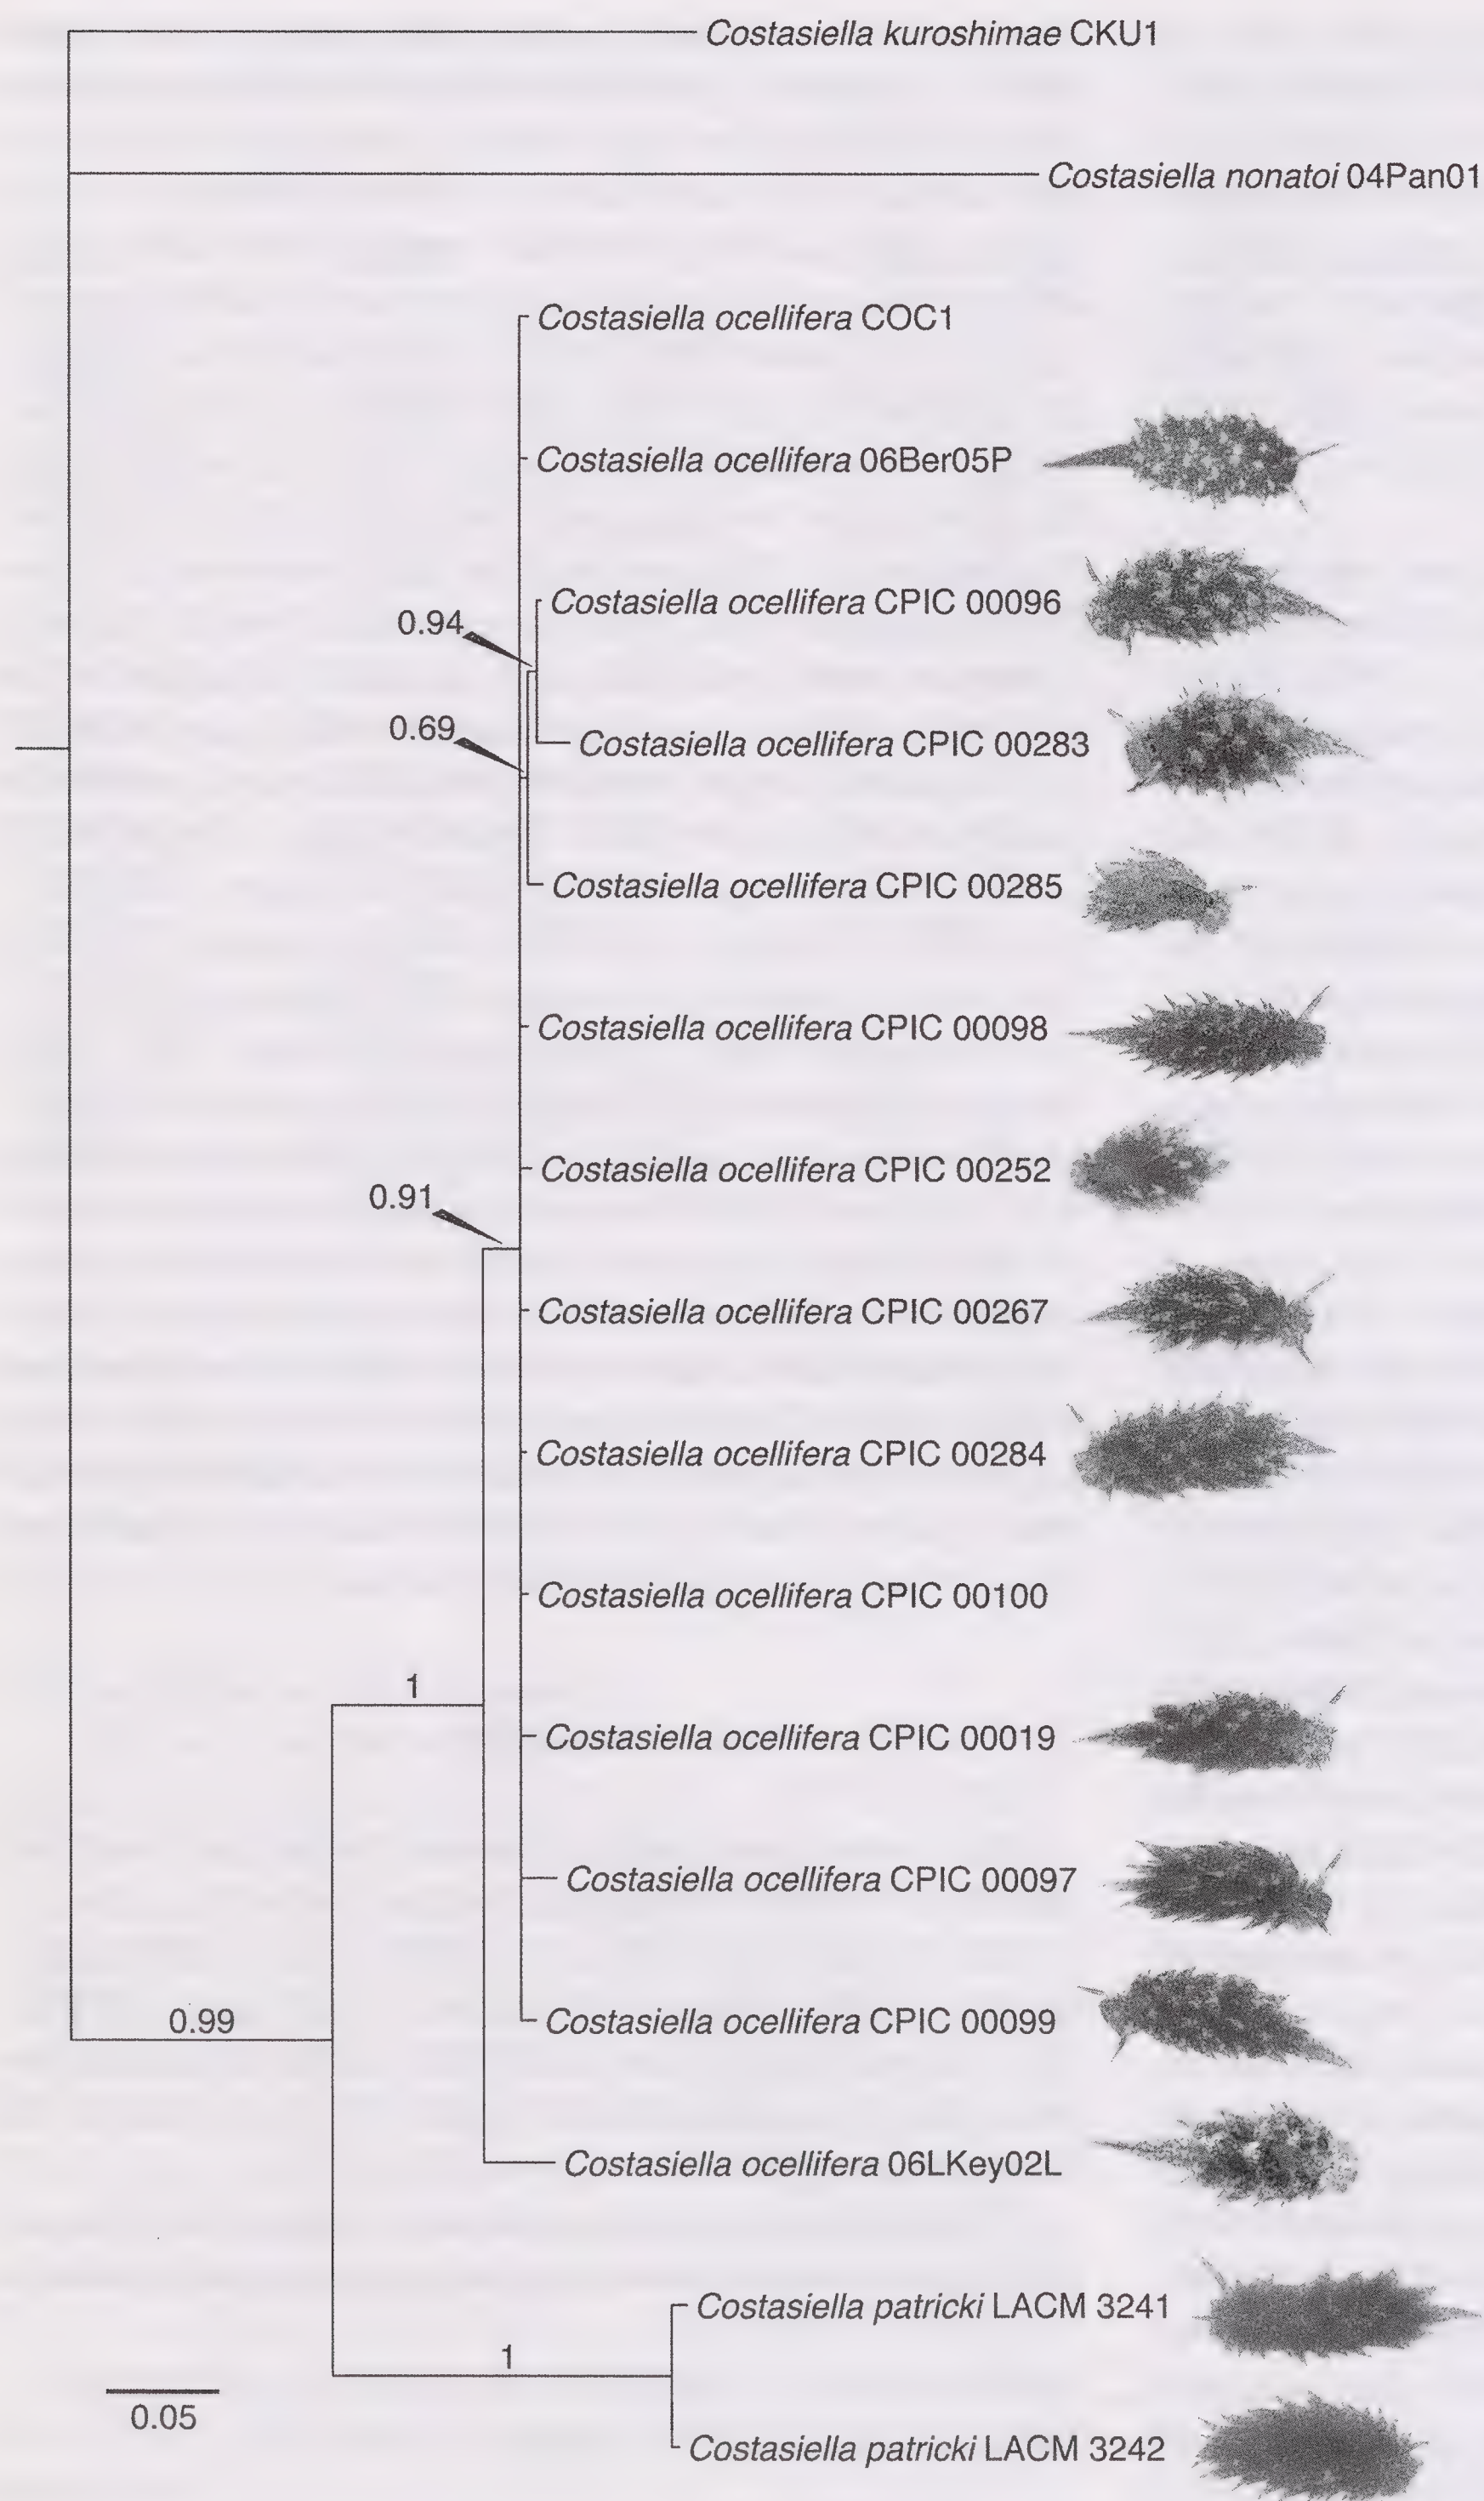 Costasiella kuroshimae CKU1
Costasiella nonatoi 04Pan01
Costasiella ocellifera COC1
Costasiella ocellifera 06Ber05P
Costasiella ocellifera CPIC 00096
0.94
Costasiella ocellifera CPIC 00283
0.69
Costasiella ocellifera CPIC 00285
Costasiella ocellifera CPIC 00098
Costasiella ocellifera CPIC 00252
0.91
Costasiella ocellifera CPIC 00267
Costasiella ocellifera CPIC 00284
Costasiella ocellifera CPIC 00100
1
Costasiella ocellifera CPIC 00019
Costasiella ocellifera CPIC 00097
0.99
Costasiella ocellifera CPIC 00099
Costasiella ocellifera 06LKey02L
Costasiella patricki LACM 3241
1
0.05
Costasiella patricki LACM 3242